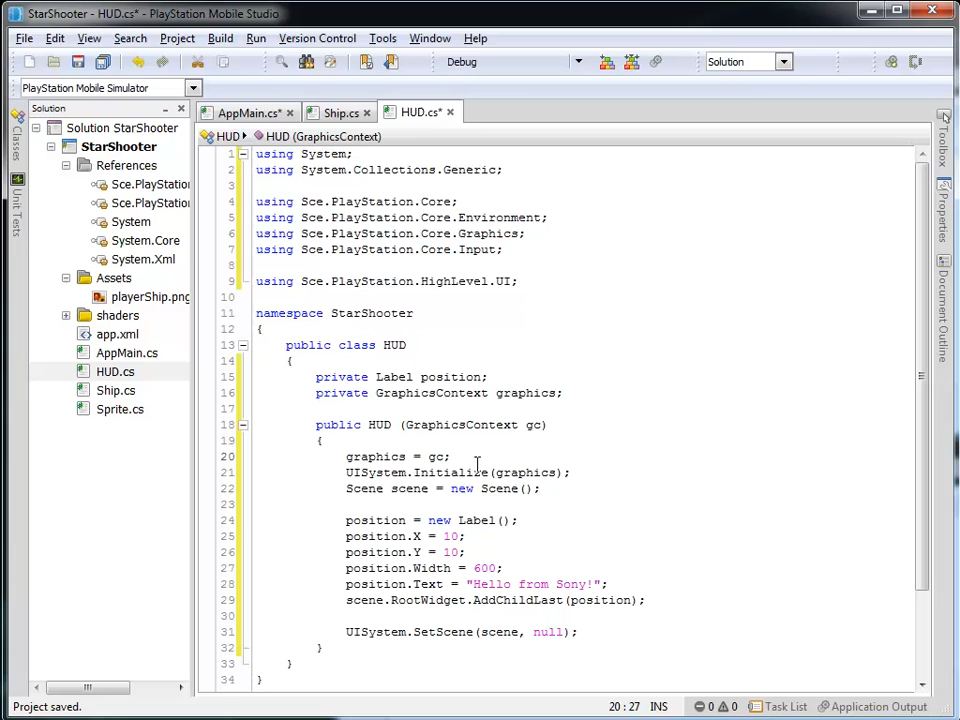 StarShooter - HUD.cs* - PlayStation Mobile Studio
File Edit View Search Project Build Run Version Control Tools Window Help
Debug
Solution
PlayStation Mobile Simulator
Solution
AppMain.cs*
Ship.cs
HUD.cs*
Solution StarShooter
StarShooter
References
Sce.PlayStatio
Sce.PlayStatio
System
System.Core
System.Xml
Assets
playerShip.png
shaders
app.xml
AppMain.cs
HUD.cs
Ship.cs
Sprite.cs
Classes
Unit Tests
HUD
HUD (GraphicsContext)
1 using System;
2 using System.Collections.Generic;
3
4 using Sce.PlayStation.Core;
5 using Sce.PlayStation.Core.Environment;
6 using Sce.PlayStation.Core.Graphics;
7 using Sce.PlayStation.Core.Input;
8
9 using Sce.PlayStation.HighLevel.UI;
10
11 namespace StarShooter
12 {
13 public class HUD
14 {
15 private Label position;
16 private GraphicsContext graphics;
17
18 public HUD (GraphicsContext gc)
19 {
20 graphics = gc;
21 UISystem.Initialize(graphics);
22 Scene scene = new Scene();
23
24 position = new Label();
25 position.X = 10;
26 position.Y = 10;
27 position.Width = 600;
28 position.Text = "Hello from Sony!";
29 scene.RootWidget.AddChildLast(position);
30
31 UISystem.SetScene(scene, null);
32 }
33 }
34 }
Toolbox
Properties
Document Outline
Project saved.
20 : 27 INS
0 0
Task List
Application Output